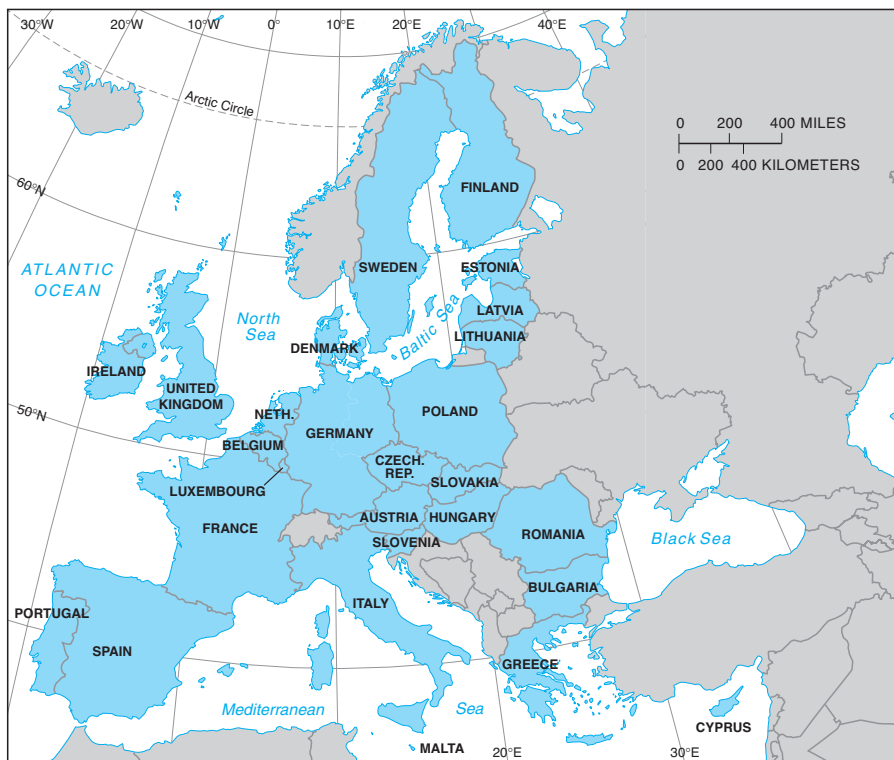 30°W
20°W
10°W
0°
10°E
20°E
30°E
40°E
Arctic Circle
0 200 400 MILES
0 200 400 KILOMETERS
60°N
FINLAND
ATLANTIC
OCEAN
SWEDEN
ESTONIA
North
Sea
Baltic Sea
LATVIA
LITHUANIA
DENMARK
IRELAND
UNITED
KINGDOM
50°N
NETH.
POLAND
GERMANY
BELGIUM
CZECH.
REP.
SLOVAKIA
LUXEMBOURG
AUSTRIA
HUNGARY
FRANCE
ROMANIA
SLOVENIA
Black Sea
BULGARIA
ITALY
PORTUGAL
SPAIN
GREECE
Mediterranean
Sea
CYPRUS
MALTA
20°E
30°E